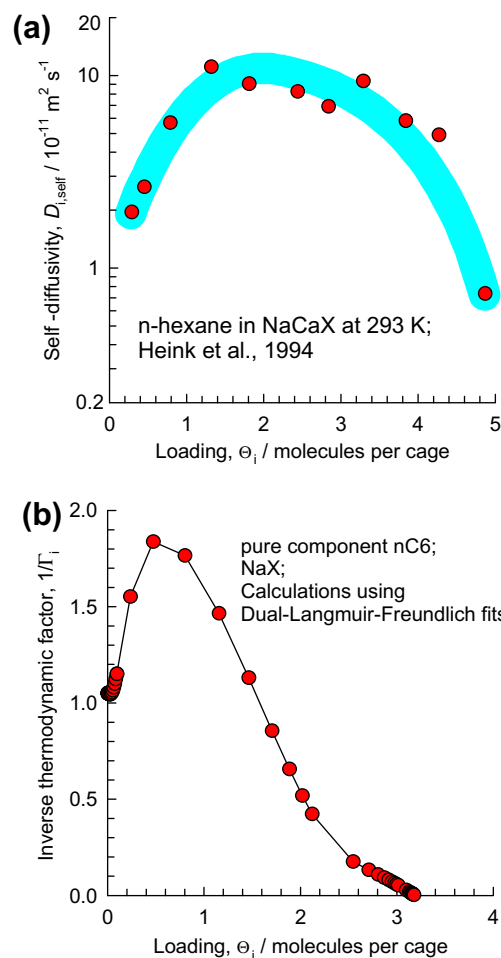 (a)
20
10
1
0.2
Self -diffusivity, D_i,self / 10⁻¹¹ m² s⁻¹
n-hexane in NaCaX at 293 K;
Heink et al., 1994
0 1 2 3 4 5
Loading, Θ_i / molecules per cage
(b)
2.0
1.5
1.0
0.5
0.0
Inverse thermodynamic factor, 1/Γ_i
pure component nC6;
NaX;
Calculations using
Dual-Langmuir-Freundlich fits
0 1 2 3 4
Loading, Θ_i / molecules per cage